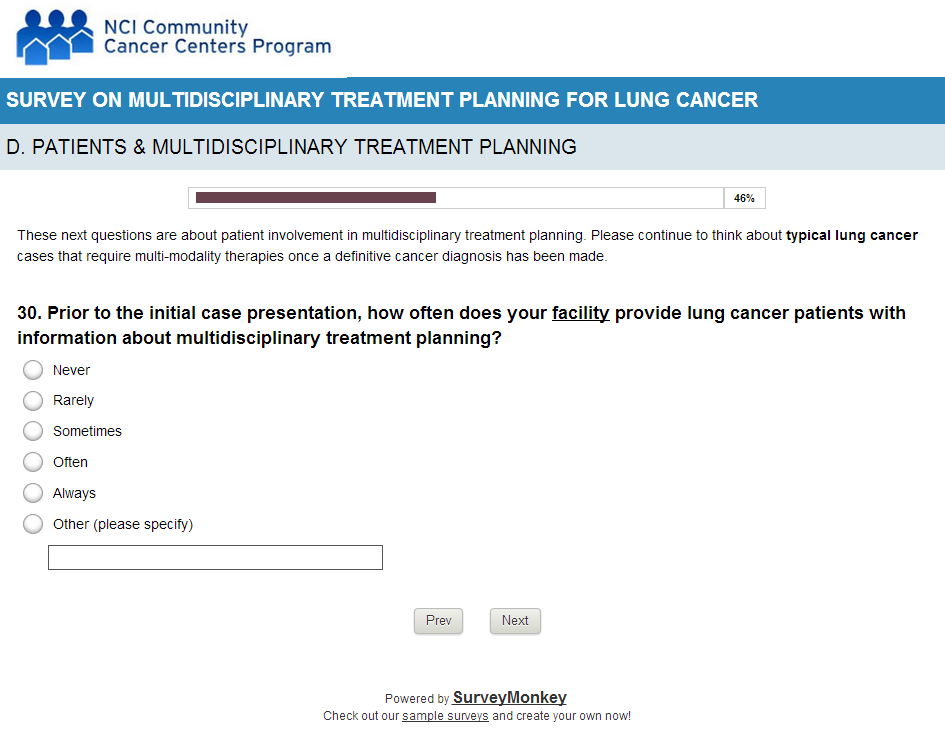 NCI Community
Cancer Centers Program
SURVEY ON MULTIDISCIPLINARY TREATMENT PLANNING FOR LUNG CANCER
D. PATIENTS & MULTIDISCIPLINARY TREATMENT PLANNING
46%
These next questions are about patient involvement in multidisciplinary treatment planning. Please continue to think about typical lung cancer
cases that require multi-modality therapies once a definitive cancer diagnosis has been made.
30. Prior to the initial case presentation, how often does your facility provide lung cancer patients with
information about multidisciplinary treatment planning?
Never
Rarely
Sometimes
Often
Always
Other (please specify)
Prev Next
Powered by SurveyMonkey
Check out our sample surveys and create your own now!